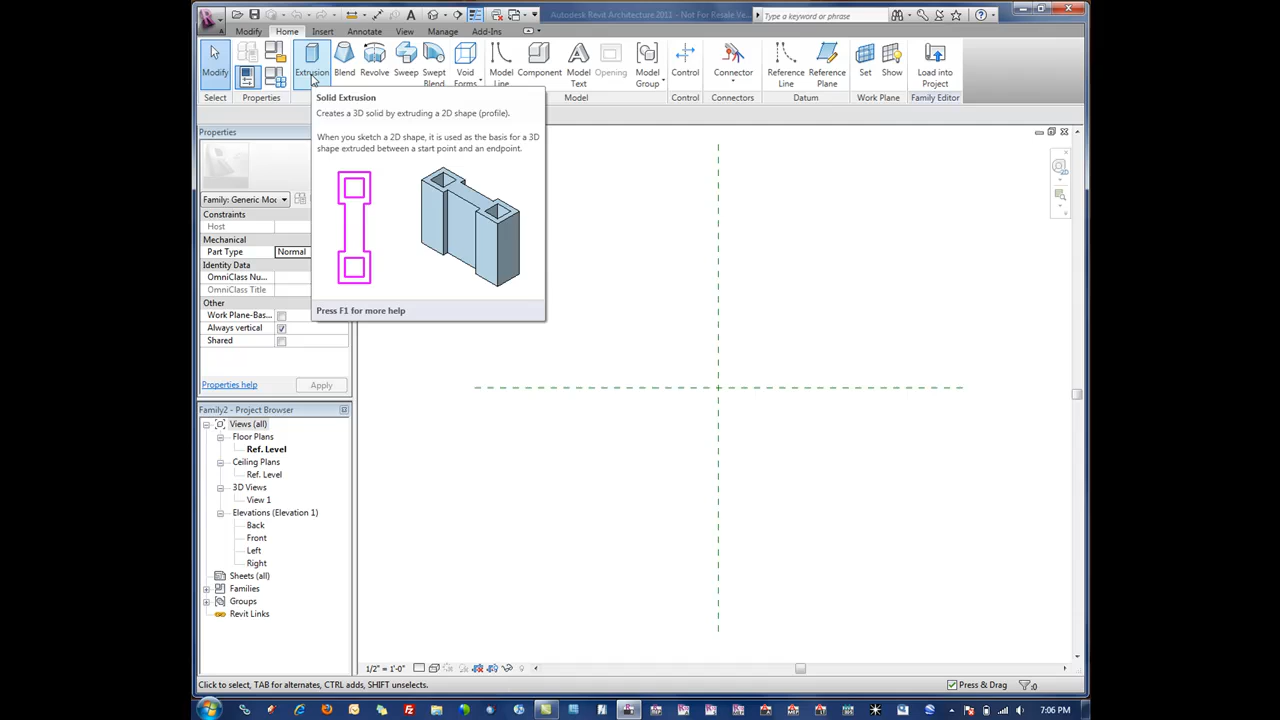 Autodesk Revit Architecture 2011 - Not For Resale Ve...
Type a keyword or phrase
Modify
Home
Insert
Annotate
View
Manage
Add-Ins
Modify
Extrusion
Blend
Revolve
Sweep
Swept Blend
Void Forms
Model Line
Component
Model Text
Opening
Model Group
Control
Connector
Reference Line
Reference Plane
Set
Show
Load into Project
Select
Properties
Model
Control
Connectors
Datum
Work Plane
Family Editor
Solid Extrusion
Creates a 3D solid by extruding a 2D shape (profile).
When you sketch a 2D shape, it is used as the basis for a 3D
shape extruded between a start point and an endpoint.
Press F1 for more help
Properties
Family: Generic Moc
Constraints
Host
Mechanical
Part Type
Normal
Identity Data
OmniClass Nu...
OmniClass Title
Other
Work Plane-Bas...
Always vertical
Shared
Properties help
Apply
Family2 - Project Browser
Views (all)
Floor Plans
Ref. Level
Ceiling Plans
Ref. Level
3D Views
View 1
Elevations (Elevation 1)
Back
Front
Left
Right
Sheets (all)
Families
Groups
Revit Links
1/2" = 1'-0"
Click to select, TAB for alternates, CTRL adds, SHIFT unselects.
Press & Drag
:0
7:06 PM